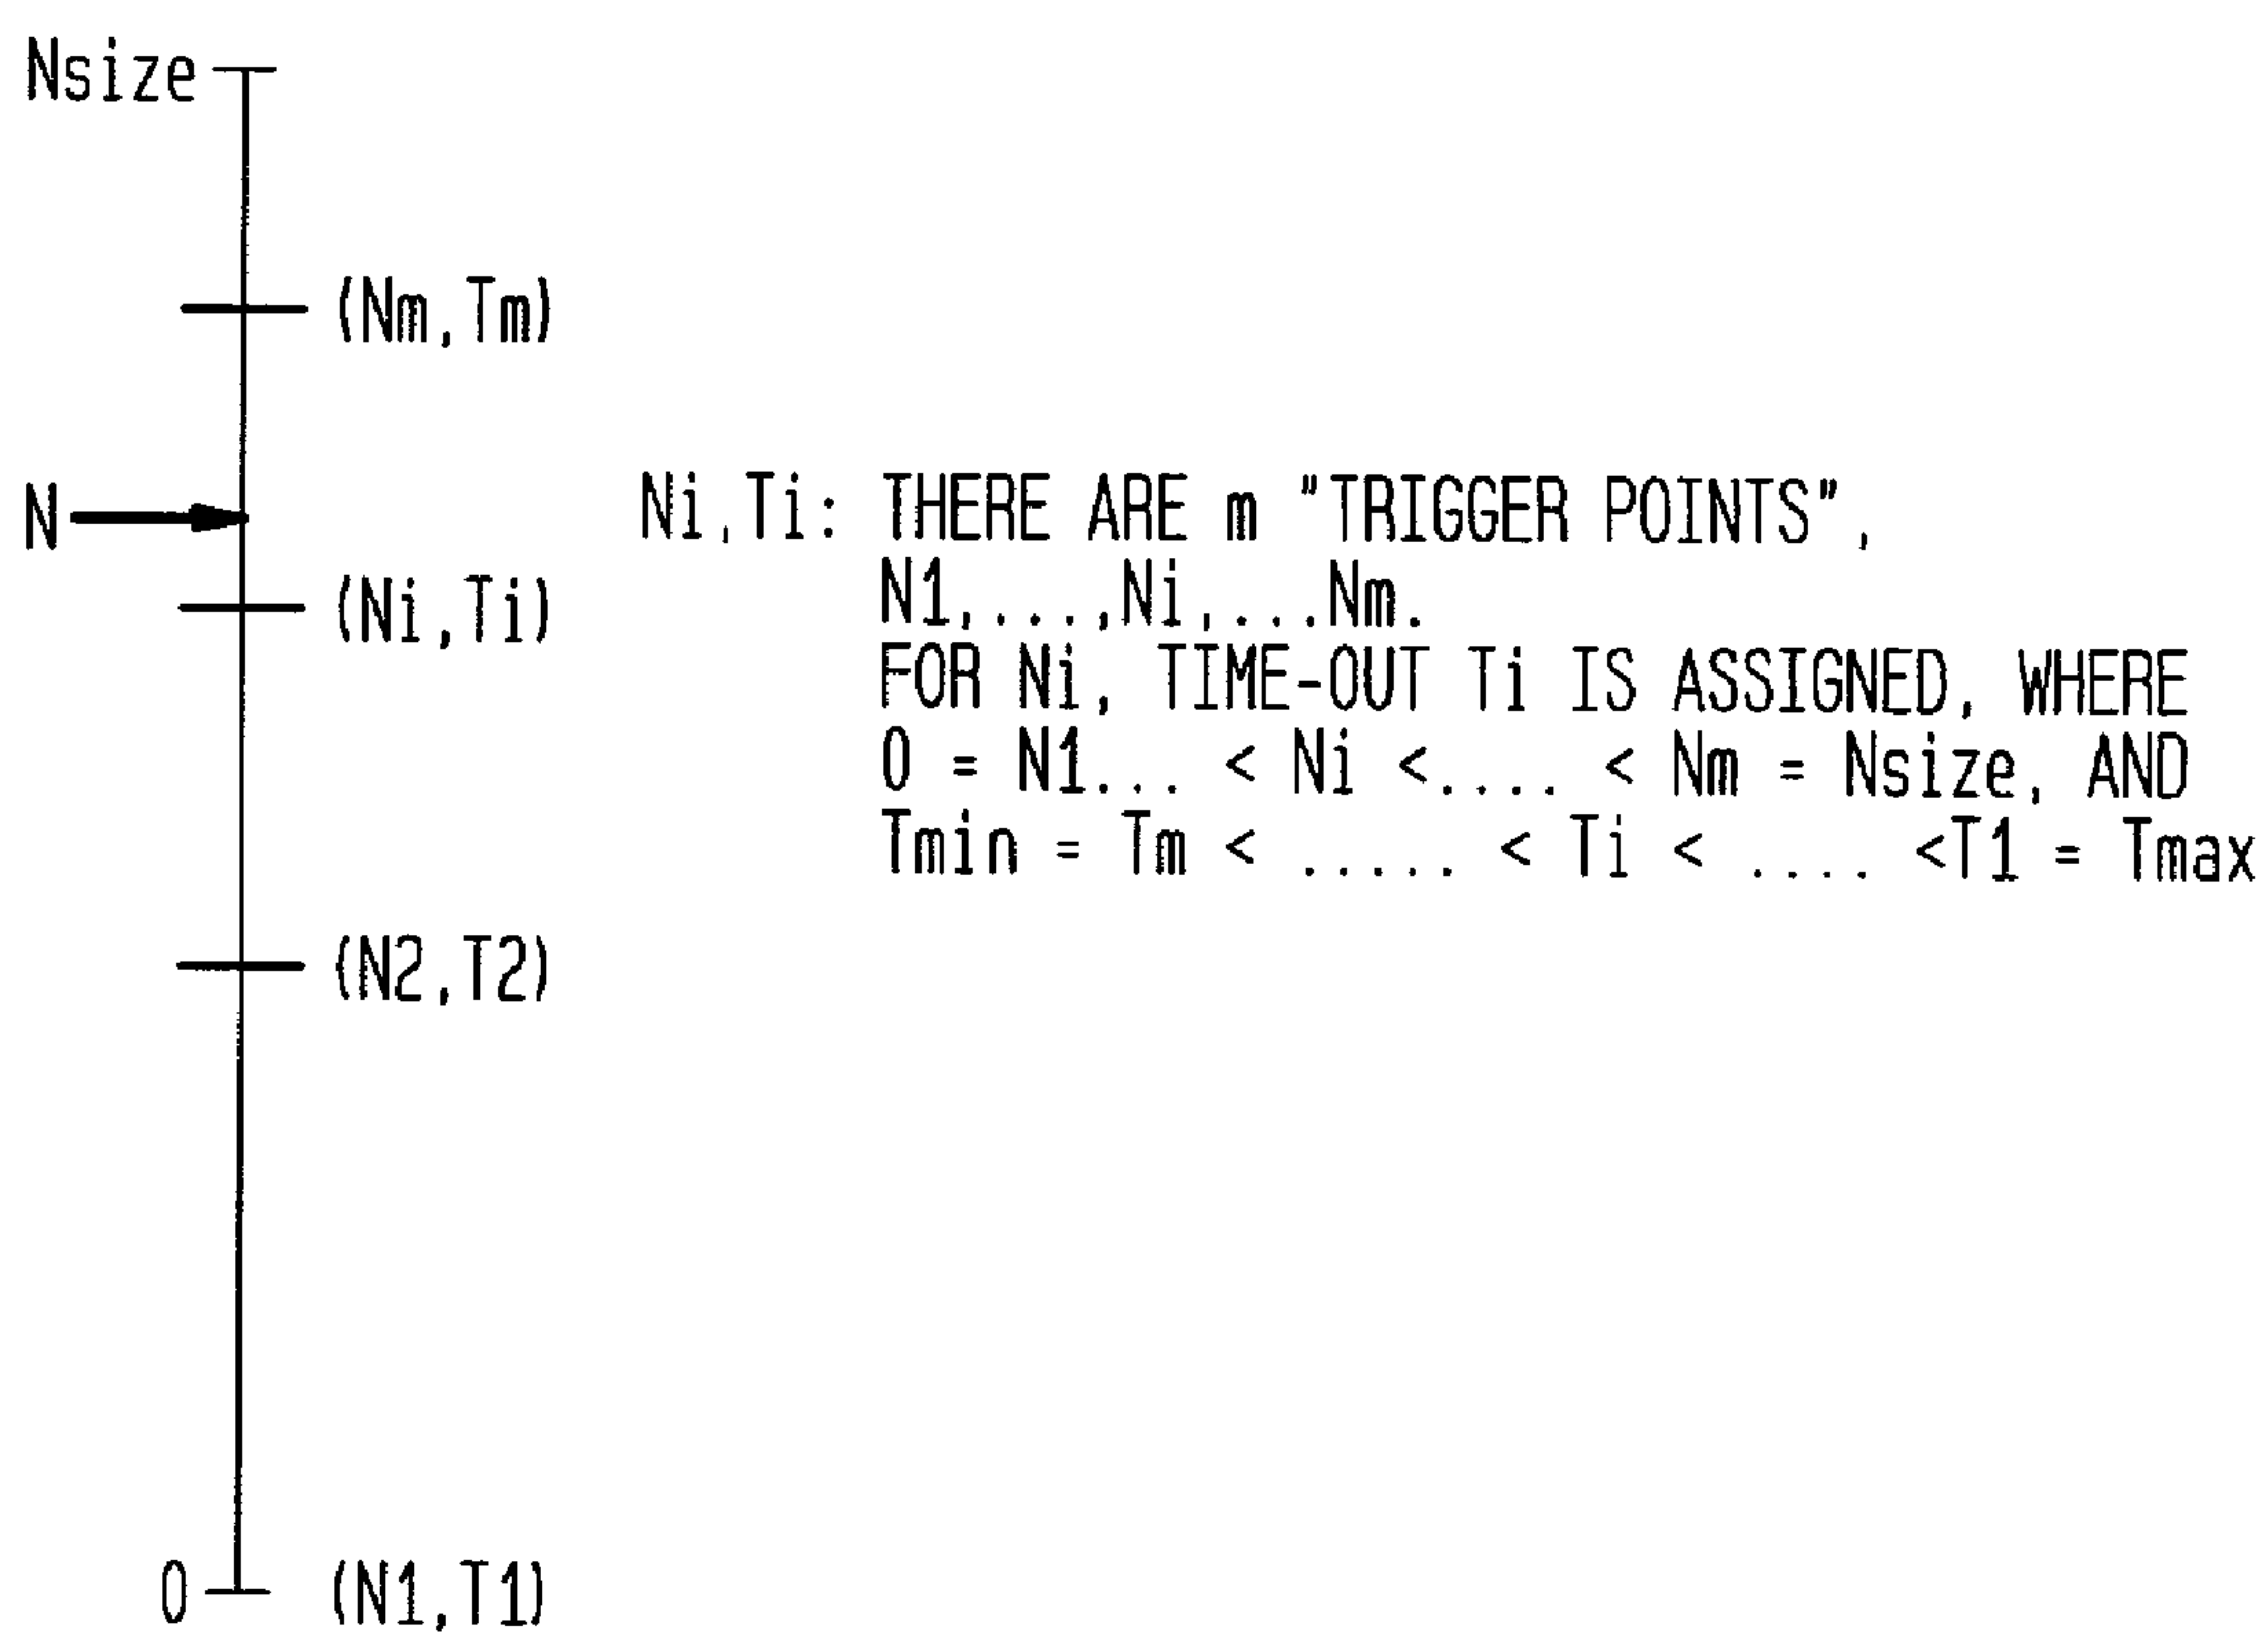 Nsize
(Nm,Tm)
N
(Ni,Ti)
Ni,Ti: THERE ARE m "TRIGGER POINTS",
N1,...,Ni,...Nm.
FOR Ni, TIME-OUT Ti IS ASSIGNED, WHERE
0 = N1... < Ni <.... < Nm = Nsize, AND
Tmin = Tm < ..... < Ti < .... <T1 = Tmax
(N2,T2)
0 (N1,T1)